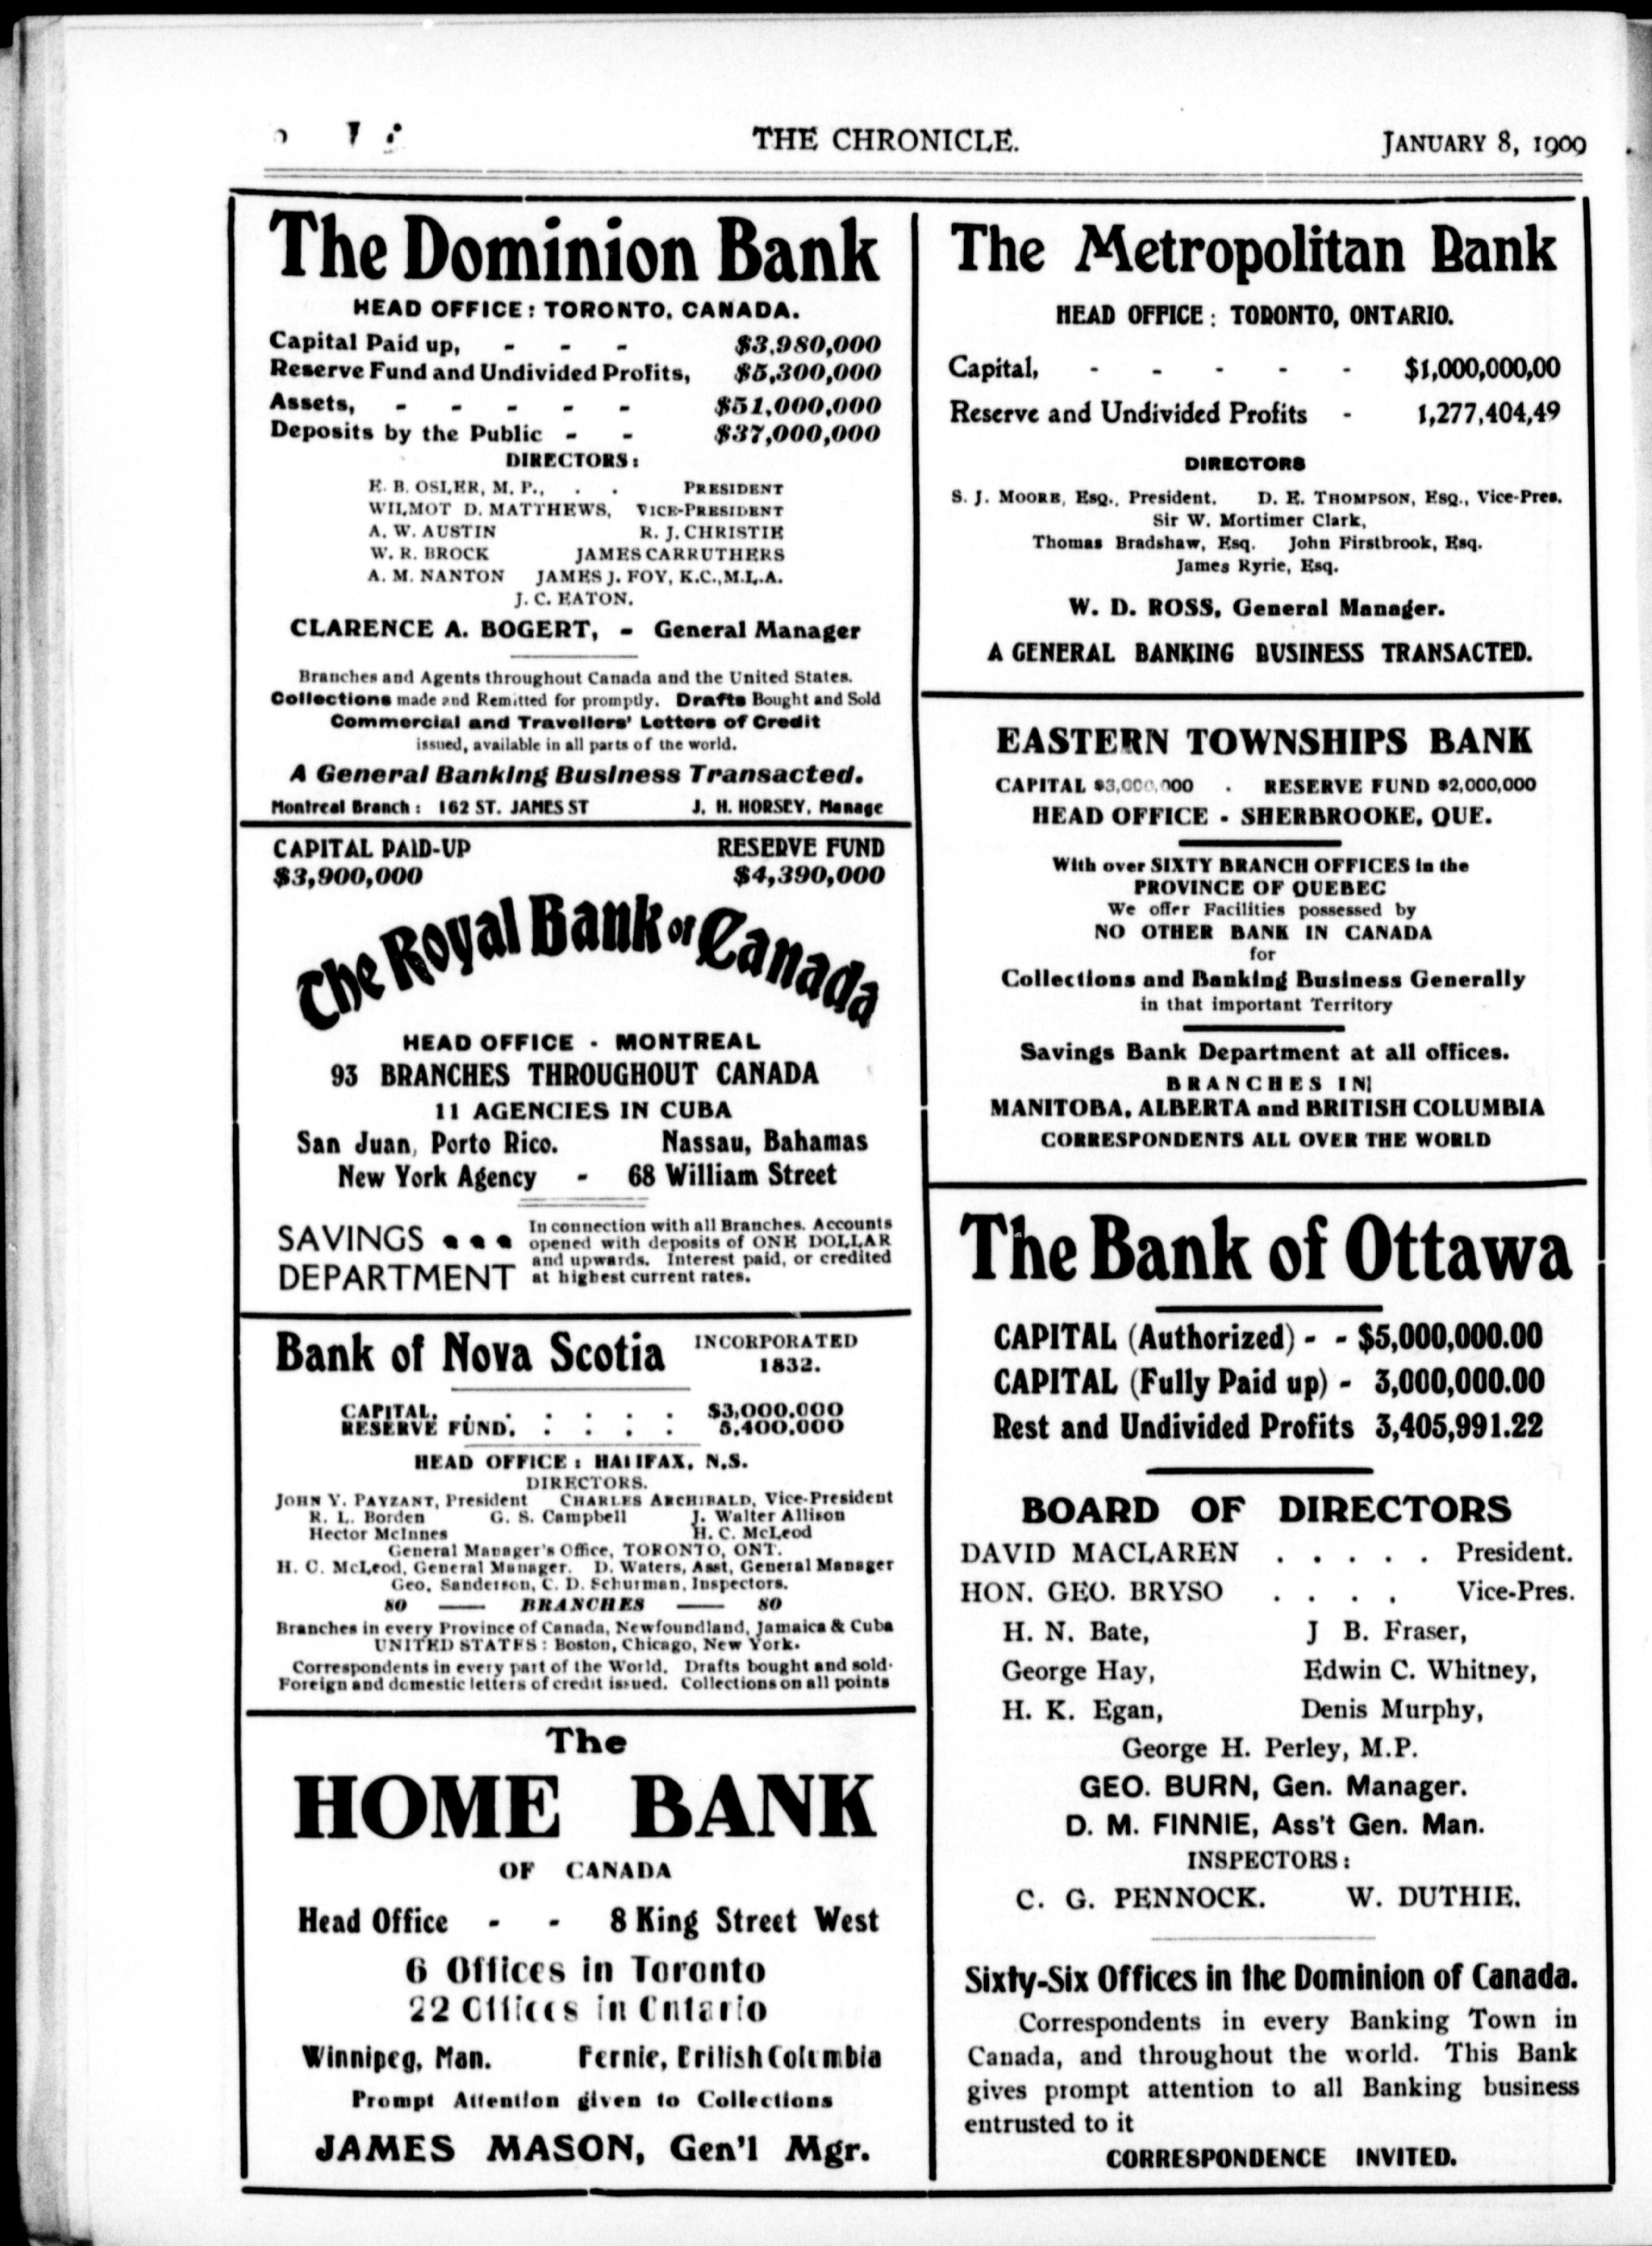 THE CHRONICLE.
JANUARY 8, 1909
The Dominion Bank
HEAD OFFICE: TORONTO, CANADA.
Capital Paid up, - - - $3,980,000
Reserve Fund and Undivided Profits, $5,300,000
Assets, - - - - - $51,000,000
Deposits by the Public - - $37,000,000
DIRECTORS:
E. B. OSLER, M. P., . . PRESIDENT
WILMOT D. MATTHEWS, VICE-PRESIDENT
A. W. AUSTIN R. J. CHRISTIE
W. R. BROCK JAMES CARRUTHERS
A. M. NANTON JAMES J. FOY, K.C., M.L.A.
J. C. EATON.
CLARENCE A. BOGERT, - General Manager
Branches and Agents throughout Canada and the United States.
Collections made and Remitted for promptly. Drafts Bought and Sold
Commercial and Travellers' Letters of Credit
issued, available in all parts of the world.
A General Banking Business Transacted.
Montreal Branch: 162 ST. JAMES ST J. H. HORSEY, Manage
CAPITAL PAID-UP RESERVE FUND
$3,900,000 $4,390,000
The Royal Bank of Canada
HEAD OFFICE - MONTREAL
93 BRANCHES THROUGHOUT CANADA
11 AGENCIES IN CUBA
San Juan, Porto Rico. Nassau, Bahamas
New York Agency - 68 William Street
SAVINGS • • •
DEPARTMENT
In connection with all Branches. Accounts
opened with deposits of ONE DOLLAR
and upwards. Interest paid, or credited
at highest current rates.
Bank of Nova Scotia INCORPORATED
1832.
CAPITAL, . . . . . . $3,000,000
RESERVE FUND, . . . . 5,400,000
HEAD OFFICE: HALIFAX, N.S.
DIRECTORS.
JOHN Y. PAYZANT, President CHARLES ARCHIBALD, Vice-President
R. L. Borden G. S. Campbell J. Walter Allison
Hector McInnes H. C. McLeod
General Manager's Office, TORONTO, ONT.
H. C. McLeod, General Manager. D. Waters, Asst, General Manager
Geo. Sanderson, C. D. Schurman, Inspectors.
80 —— BRANCHES —— 80
Branches in every Province of Canada, Newfoundland, Jamaica & Cuba
UNITED STATES: Boston, Chicago, New York.
Correspondents in every part of the World. Drafts bought and sold.
Foreign and domestic letters of credit issued. Collections on all points
The
HOME BANK
OF CANADA
Head Office - - 8 King Street West
6 Offices in Toronto
22 Offices in Ontario
Winnipeg, Man. Fernie, British Columbia
Prompt Attention given to Collections
JAMES MASON, Gen'l Mgr.
The Metropolitan Bank
HEAD OFFICE: TORONTO, ONTARIO.
Capital, - - - - - $1,000,000,00
Reserve and Undivided Profits - 1,277,404,49
DIRECTORS
S. J. MOORE, ESQ., President. D. E. THOMPSON, ESQ., Vice-Pres.
Sir W. Mortimer Clark,
Thomas Bradshaw, Esq. John Firstbrook, Esq.
James Ryrie, Esq.
W. D. ROSS, General Manager.
A GENERAL BANKING BUSINESS TRANSACTED.
EASTERN TOWNSHIPS BANK
CAPITAL $3,000,000 . RESERVE FUND $2,000,000
HEAD OFFICE - SHERBROOKE, QUE.
With over SIXTY BRANCH OFFICES in the
PROVINCE OF QUEBEC
We offer Facilities possessed by
NO OTHER BANK IN CANADA
for
Collections and Banking Business Generally
in that important Territory
Savings Bank Department at all offices.
BRANCHES IN
MANITOBA, ALBERTA and BRITISH COLUMBIA
CORRESPONDENTS ALL OVER THE WORLD
The Bank of Ottawa
CAPITAL (Authorized) - - $5,000,000.00
CAPITAL (Fully Paid up) - 3,000,000.00
Rest and Undivided Profits 3,405,991.22
BOARD OF DIRECTORS
DAVID MACLAREN . . . . . President.
HON. GEO. BRYSO . . . . Vice-Pres.
H. N. Bate, J B. Fraser,
George Hay, Edwin C. Whitney,
H. K. Egan, Denis Murphy,
George H. Perley, M.P.
GEO. BURN, Gen. Manager.
D. M. FINNIE, Ass't Gen. Man.
INSPECTORS:
C. G. PENNOCK. W. DUTHIE.
Sixty-Six Offices in the Dominion of Canada.
Correspondents in every Banking Town in
Canada, and throughout the world. This Bank
gives prompt attention to all Banking business
entrusted to it
CORRESPONDENCE INVITED.